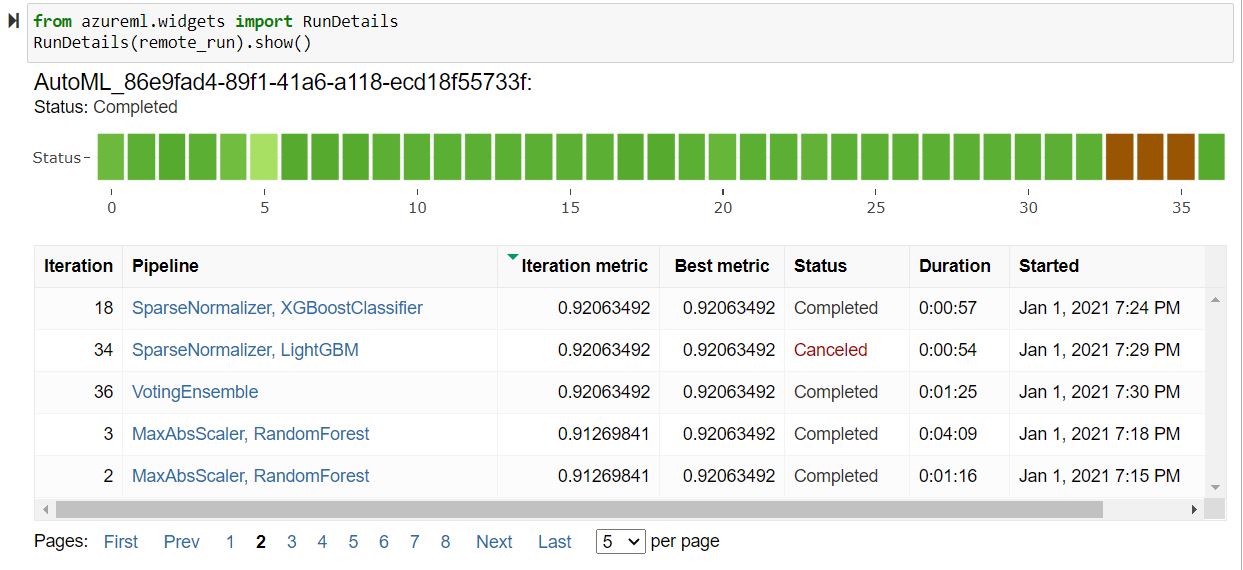 from azureml.widgets import RunDetails
RunDetails(remote_run).show()
AutoML_86e9fad4-89f1-41a6-a118-ecd18f55733f:
Status: Completed
Status
0 5 10 15 20 25 30 35
Iteration Pipeline Iteration metric Best metric Status Duration Started
18 SparseNormalizer, XGBoostClassifier 0.92063492 0.92063492 Completed 0:00:57 Jan 1, 2021 7:24 PM
34 SparseNormalizer, LightGBM 0.92063492 0.92063492 Canceled 0:00:54 Jan 1, 2021 7:29 PM
36 VotingEnsemble 0.92063492 0.92063492 Completed 0:01:25 Jan 1, 2021 7:30 PM
3 MaxAbsScaler, RandomForest 0.91269841 0.92063492 Completed 0:04:09 Jan 1, 2021 7:18 PM
2 MaxAbsScaler, RandomForest 0.91269841 0.92063492 Completed 0:01:16 Jan 1, 2021 7:15 PM
Pages: First Prev 1 2 3 4 5 6 7 8 Next Last 5 per page